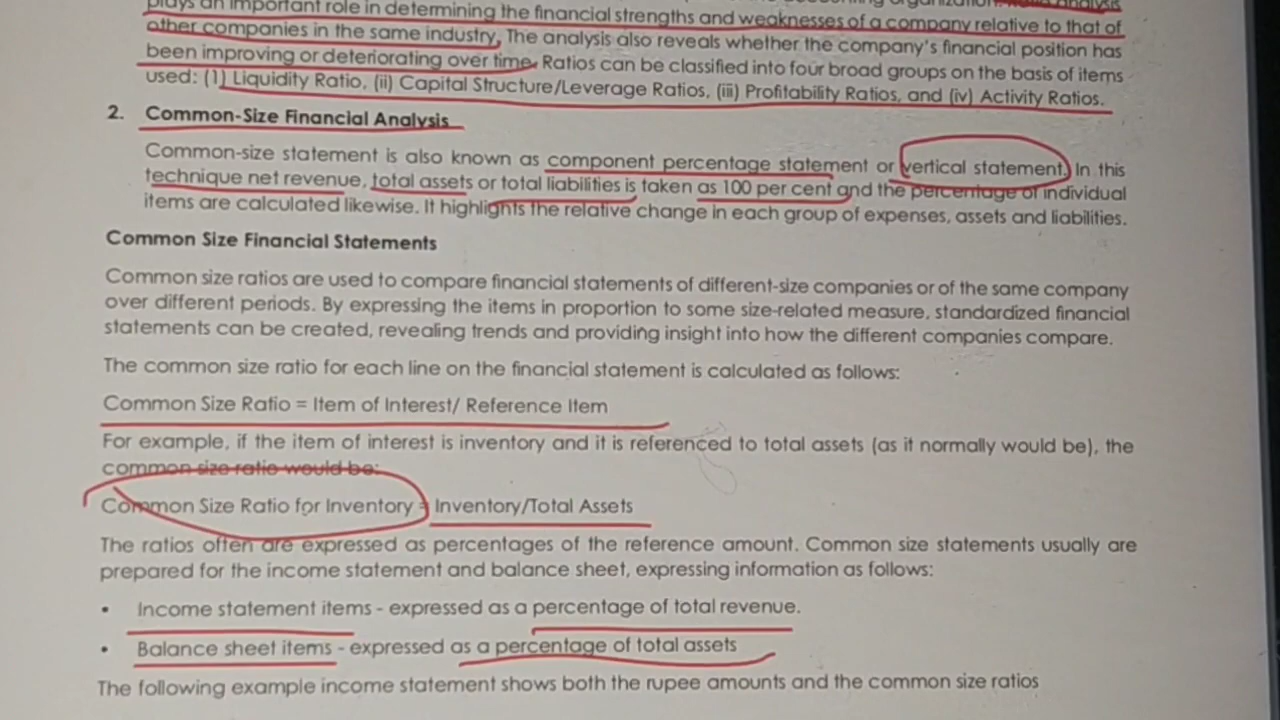 plays an important role in determining the financial strengths and weaknesses of a company relative to that of
other companies in the same industry. The analysis also reveals whether the company's financial position has
been improving or deteriorating over time. Ratios can be classified into four broad groups on the basis of items
used: (1) Liquidity Ratio, (ii) Capital Structure/Leverage Ratios, (iii) Profitability Ratios, and (iv) Activity Ratios.
2. Common-Size Financial Analysis
Common-size statement is also known as component percentage statement or vertical statement. In this
technique net revenue, total assets or total liabilities is taken as 100 per cent and the percentage of individual
items are calculated likewise. It highlights the relative change in each group of expenses, assets and liabilities.
Common Size Financial Statements
Common size ratios are used to compare financial statements of different-size companies or of the same company
over different periods. By expressing the items in proportion to some size-related measure, standardized financial
statements can be created, revealing trends and providing insight into how the different companies compare.
The common size ratio for each line on the financial statement is calculated as follows:
Common Size Ratio = Item of Interest/ Reference Item
For example, if the item of interest is inventory and it is referenced to total assets (as it normally would be), the
common size ratio would be:
Common Size Ratio for Inventory = Inventory/Total Assets
The ratios often are expressed as percentages of the reference amount. Common size statements usually are
prepared for the income statement and balance sheet, expressing information as follows:
• Income statement items - expressed as a percentage of total revenue.
• Balance sheet items - expressed as a percentage of total assets
The following example income statement shows both the rupee amounts and the common size ratios